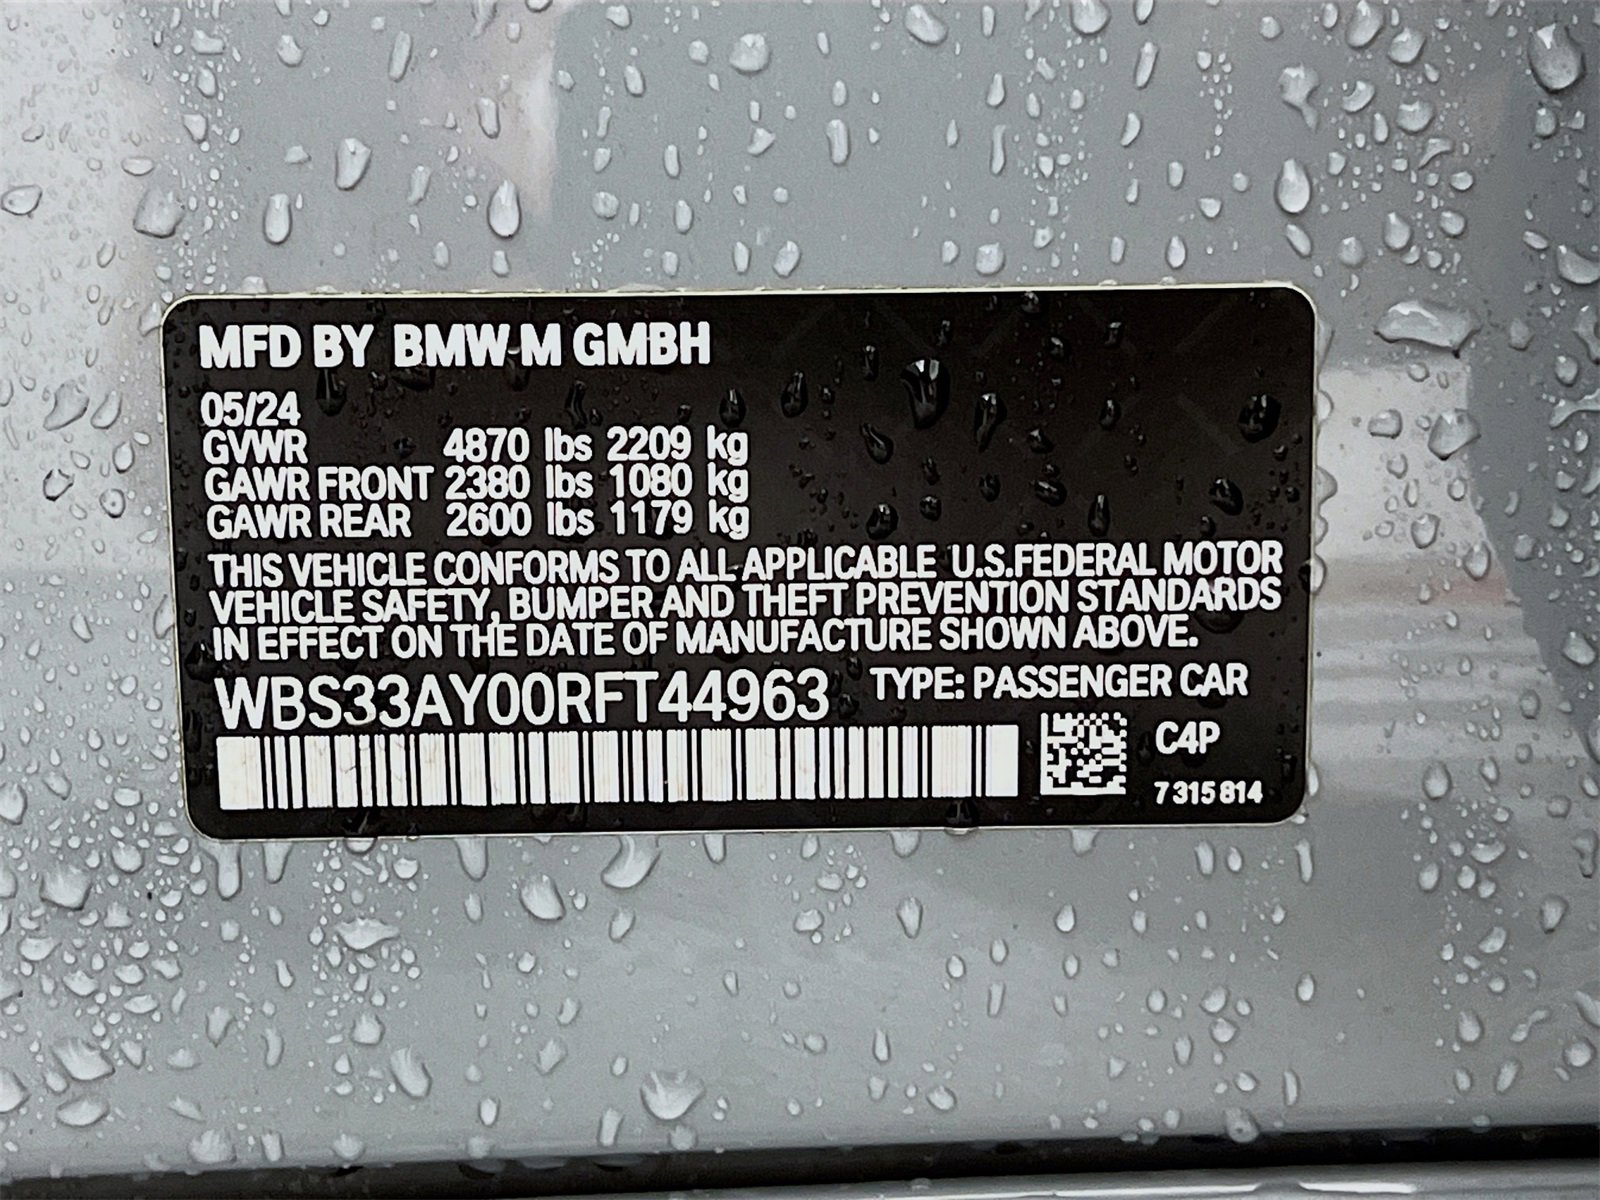 MFD BY BMW M GMBH
05/24
GVWR 4870 lbs 2209 kg
GAWR FRONT 2380 lbs 1080 kg
GAWR REAR 2600 lbs 1179 kg
THIS VEHICLE CONFORMS TO ALL APPLICABLE U.S.FEDERAL MOTOR
VEHICLE SAFETY, BUMPER AND THEFT PREVENTION STANDARDS
IN EFFECT ON THE DATE OF MANUFACTURE SHOWN ABOVE.
WBS33AY00RFT44963 TYPE: PASSENGER CAR
C4P
7 315 814